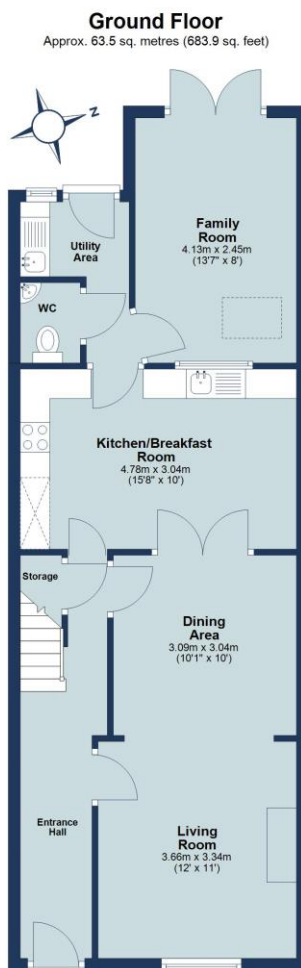 Ground Floor
Approx. 63.5 sq. metres (683.9 sq. feet)
N
Utility
Area
Family
Room
4.13m x 2.45m
(13'7" x 8')
WC
Kitchen/Breakfast
Room
4.78m x 3.04m
(15'8" x 10')
Storage
Dining
Area
3.09m x 3.04m
(10'1" x 10')
Entrance
Hall
Living
Room
3.66m x 3.34m
(12' x 11')